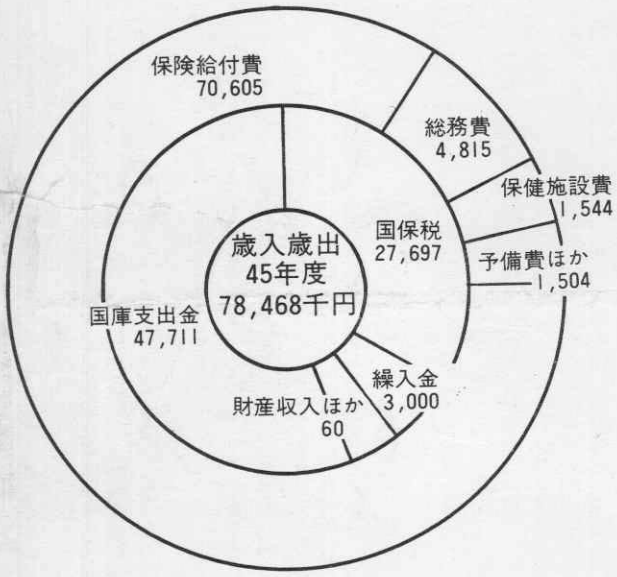 保険給付費
70,605
総務費
4,815
保健施設費
1,544
予備費ほか
1,504
国保税
27,697
歳入歳出
45年度
78,468千円
国庫支出金
47,711
繰入金
3,000
財産収入ほか
60